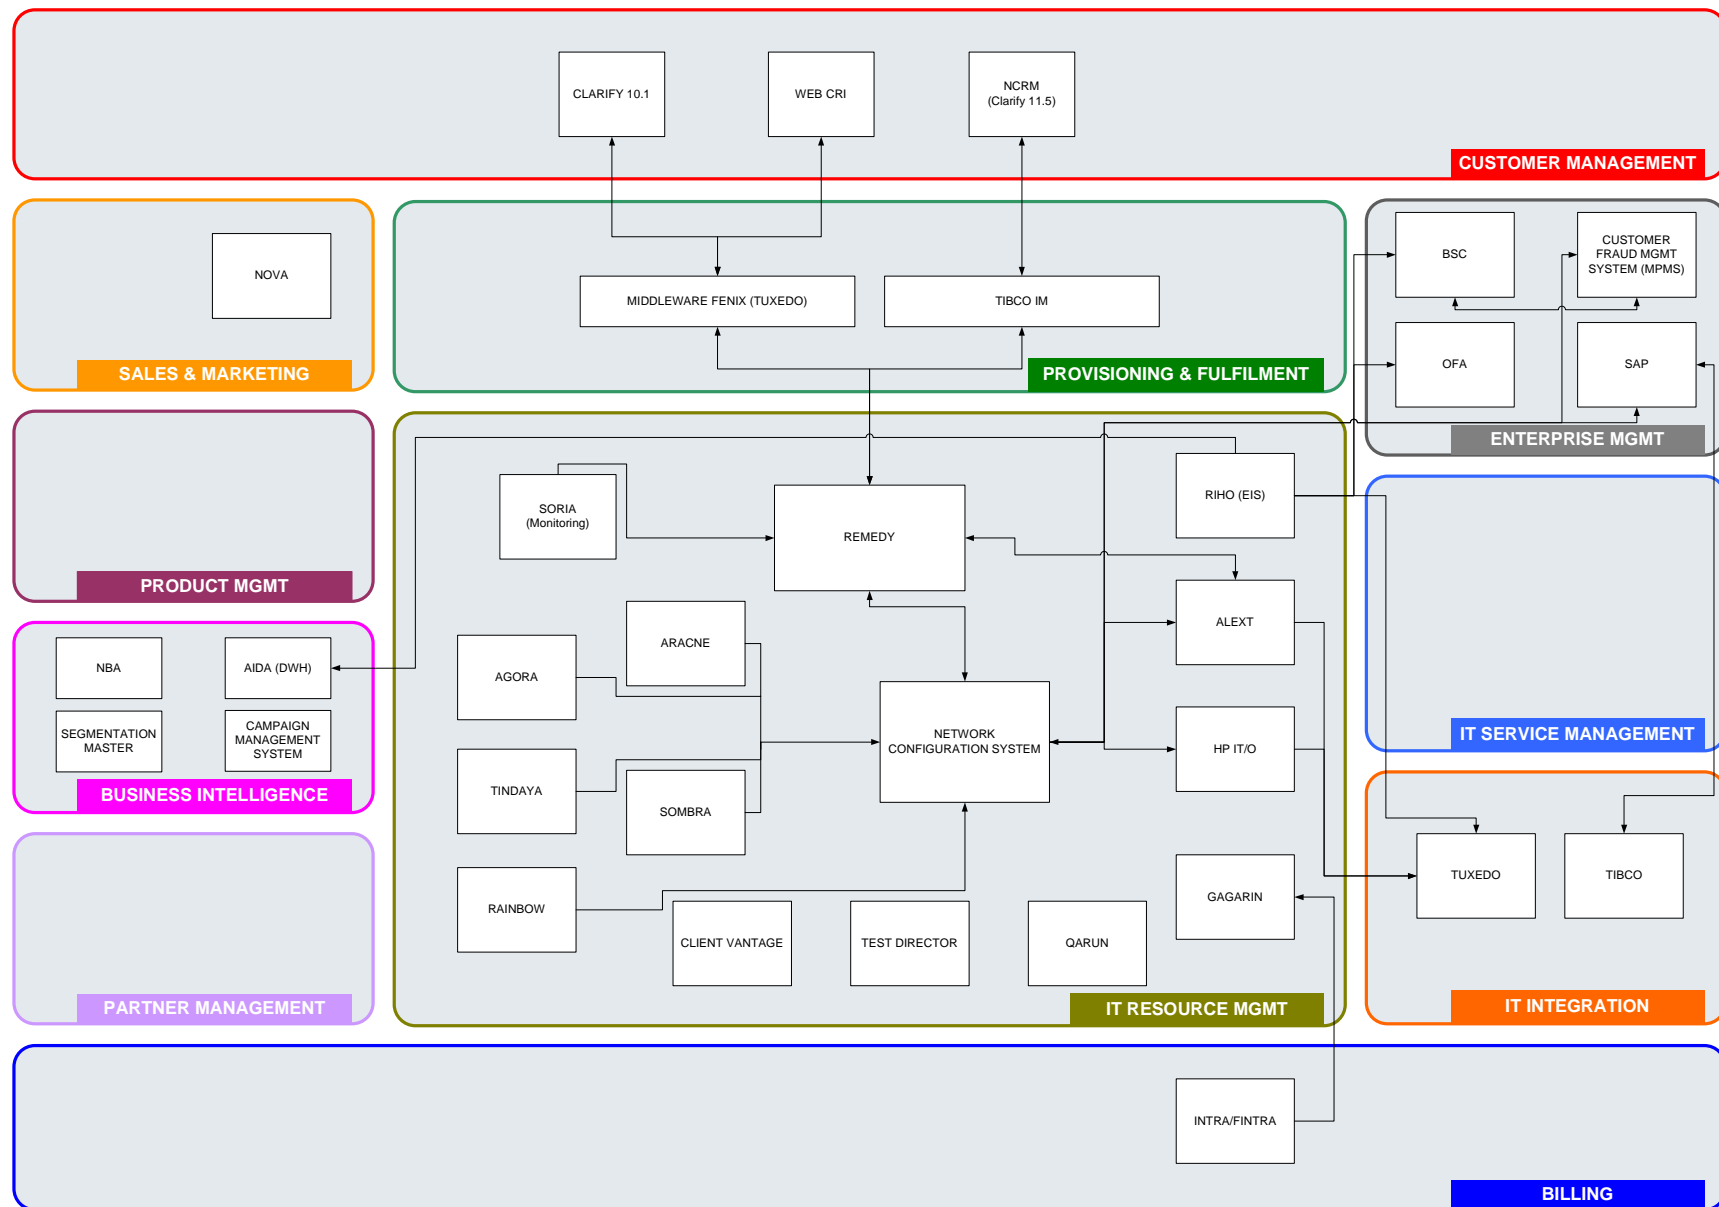 CLARIFY 10.1
WEB CRI
NCRM
(Clarify 11.5)
CUSTOMER MANAGEMENT
NOVA
SALES & MARKETING
MIDDLEWARE FENIX (TUXEDO)
TIBCO IM
PROVISIONING & FULFILMENT
BSC
CUSTOMER
FRAUD MGMT
SYSTEM (MPMS)
OFA
SAP
ENTERPRISE MGMT
PRODUCT MGMT
SORIA
(Monitoring)
REMEDY
RIHO (EIS)
ARACNE
AGORA
ALEXT
NETWORK
CONFIGURATION SYSTEM
HP IT/O
TINDAYA
SOMBRA
RAINBOW
CLIENT VANTAGE
TEST DIRECTOR
QARUN
GAGARIN
IT RESOURCE MGMT
IT SERVICE MANAGEMENT
NBA
AIDA (DWH)
SEGMENTATION
MASTER
CAMPAIGN
MANAGEMENT
SYSTEM
BUSINESS INTELLIGENCE
PARTNER MANAGEMENT
TUXEDO
TIBCO
IT INTEGRATION
INTRA/FINTRA
BILLING